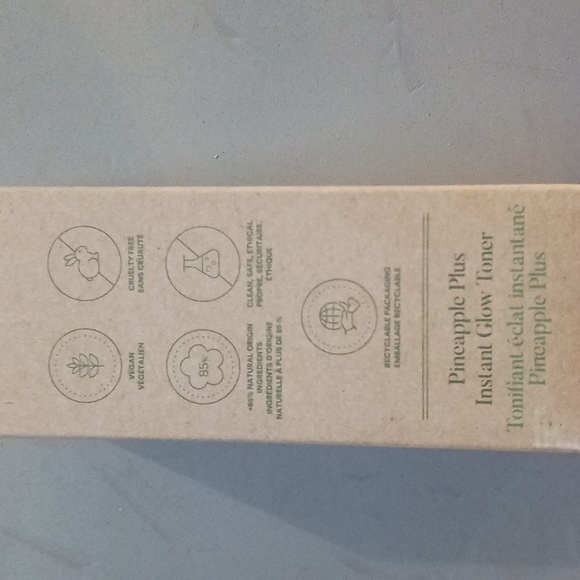 VEGAN
VÉGÉTALIEN
CRUELTY FREE
SANS CRUAUTÉ
85%
+85% NATURAL ORIGIN
INGREDIENTS
INGRÉDIENTS D'ORIGINE
NATURELLE À PLUS DE 85 %
CLEAN, SAFE, ETHICAL
PROPRE, SÉCURITAIRE,
ÉTHIQUE
RECYCLABLE PACKAGING
EMBALLAGE RECYCLABLE
Pineapple Plus
Instant Glow Toner
Tonifiant éclat instantané
Pineapple Plus